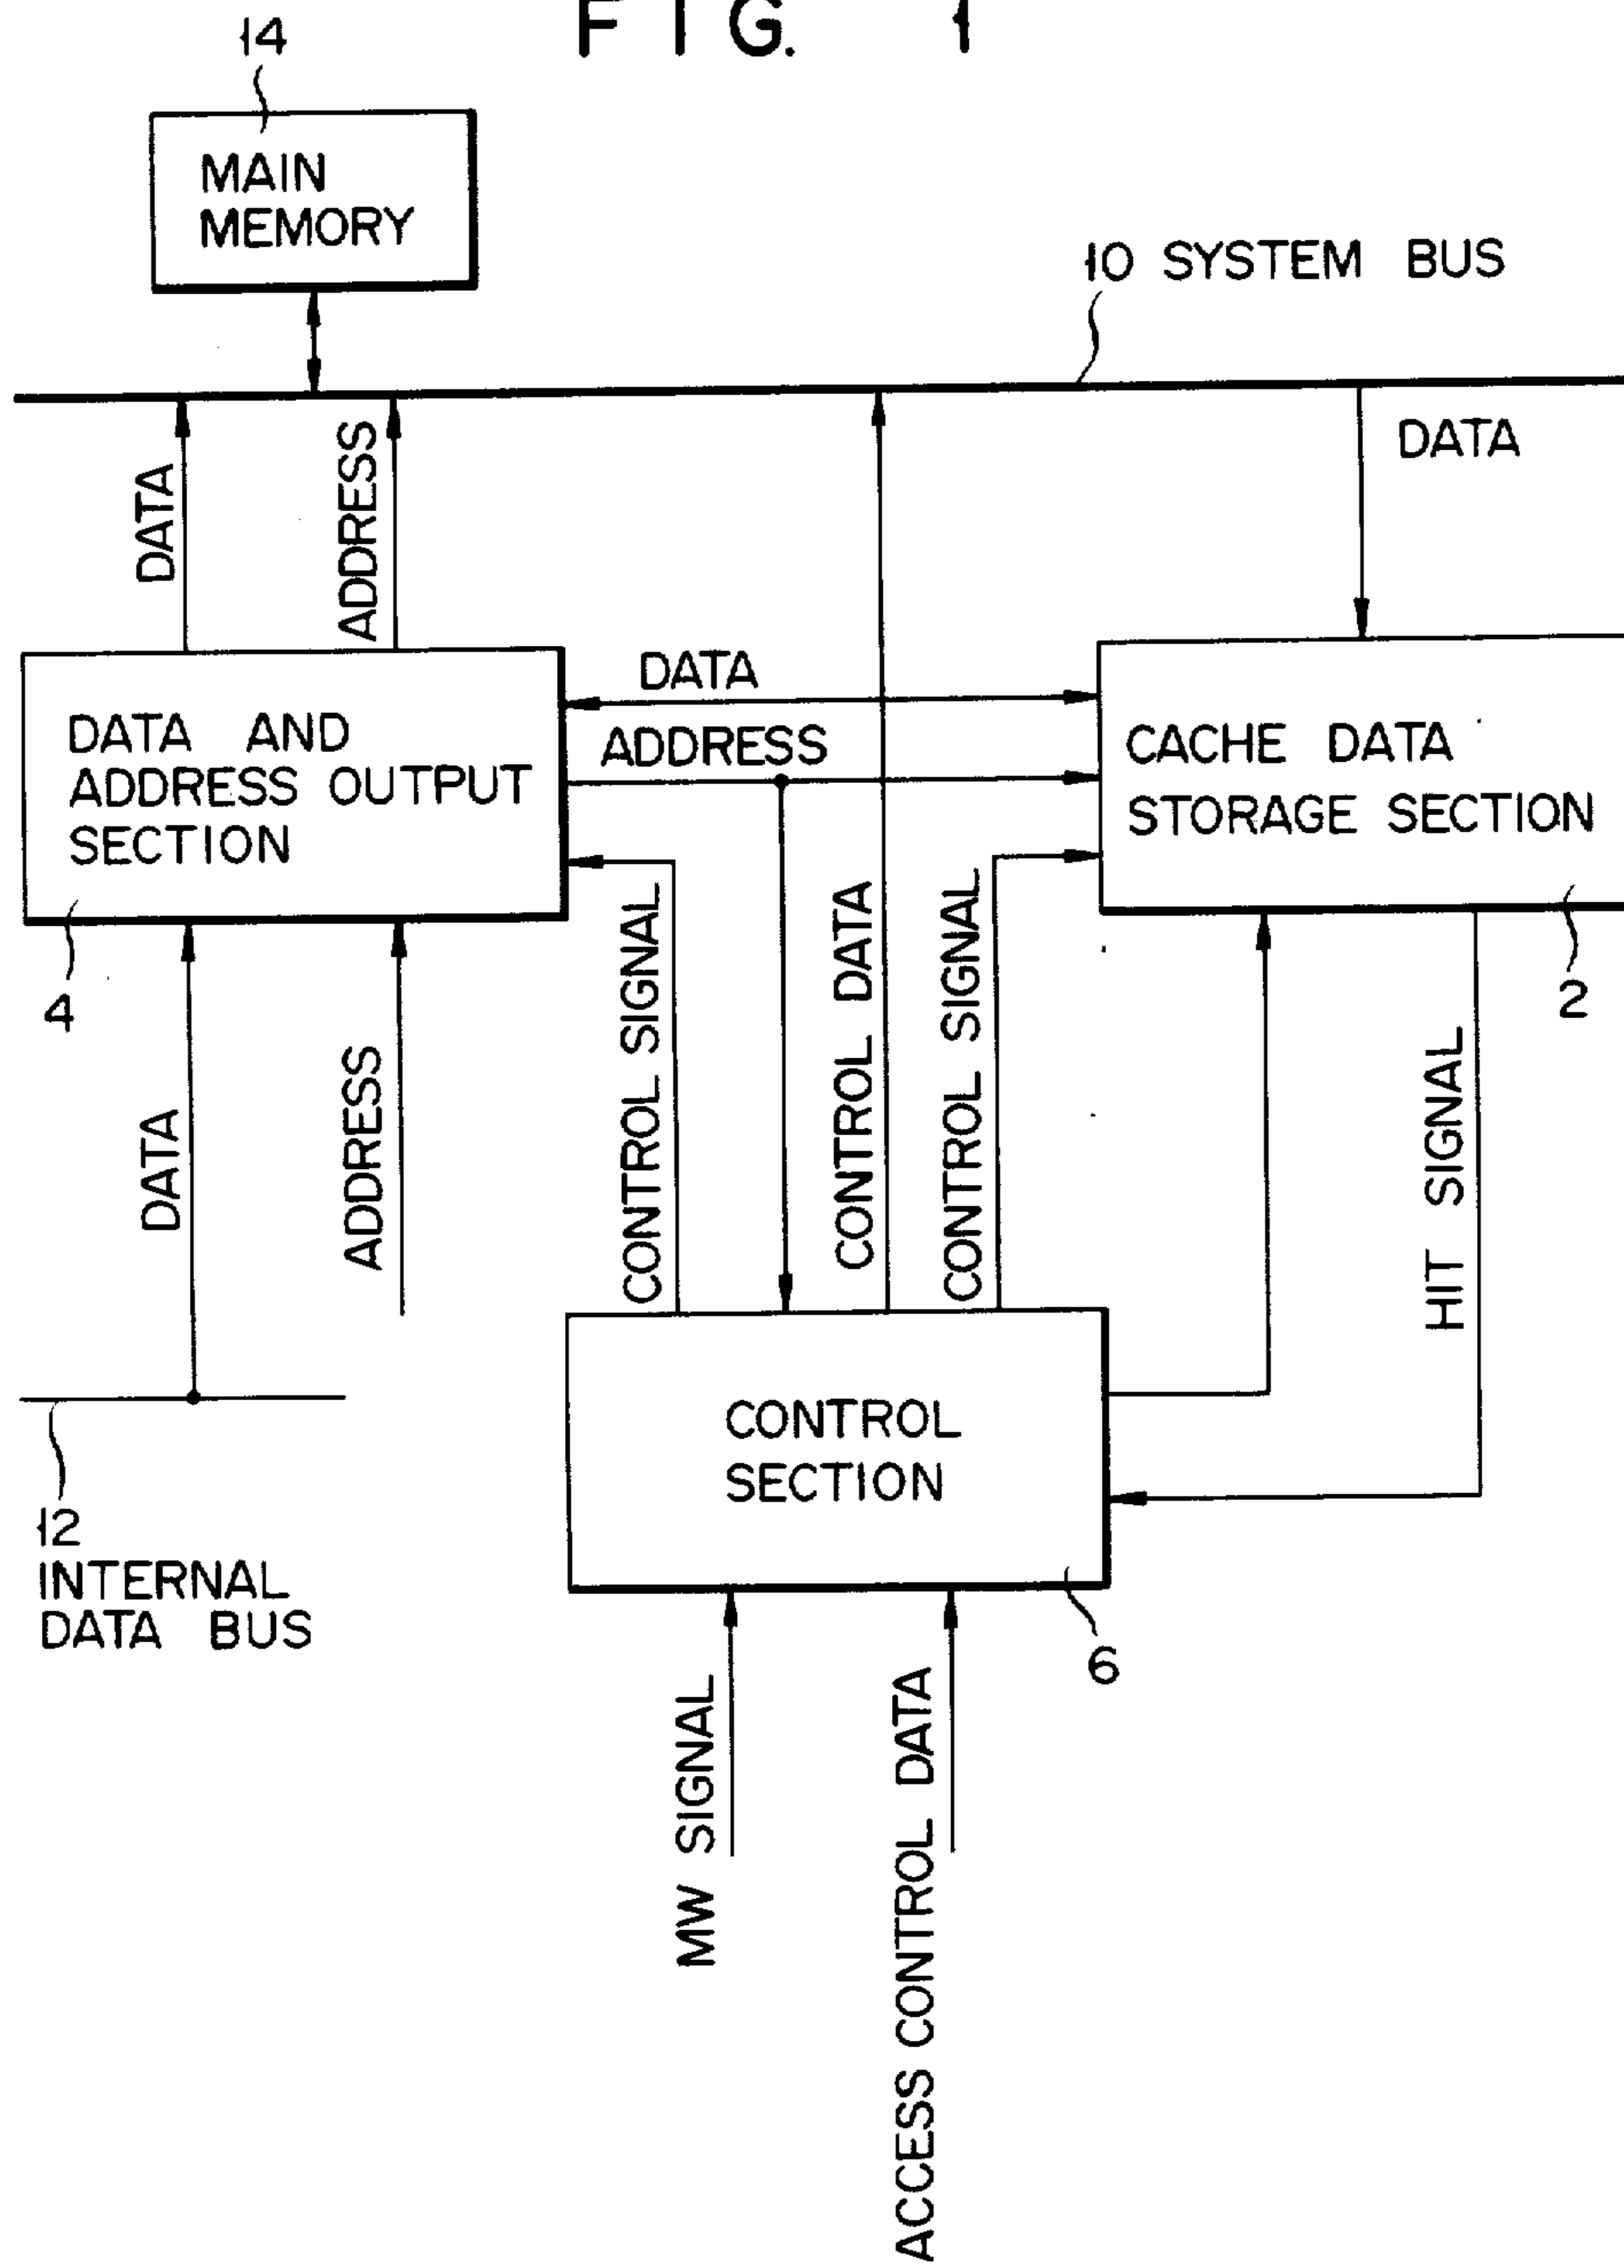 FIG. 1
14
MAIN
MEMORY
10 SYSTEM BUS
DATA
ADDRESS
DATA
DATA
ADDRESS
DATA AND
ADDRESS OUTPUT
SECTION
CACHE DATA
STORAGE SECTION
4
2
DATA
ADDRESS
CONTROL SIGNAL
CONTROL DATA
CONTROL SIGNAL
HIT SIGNAL
CONTROL
SECTION
12
INTERNAL
DATA BUS
6
MW SIGNAL
ACCESS CONTROL DATA